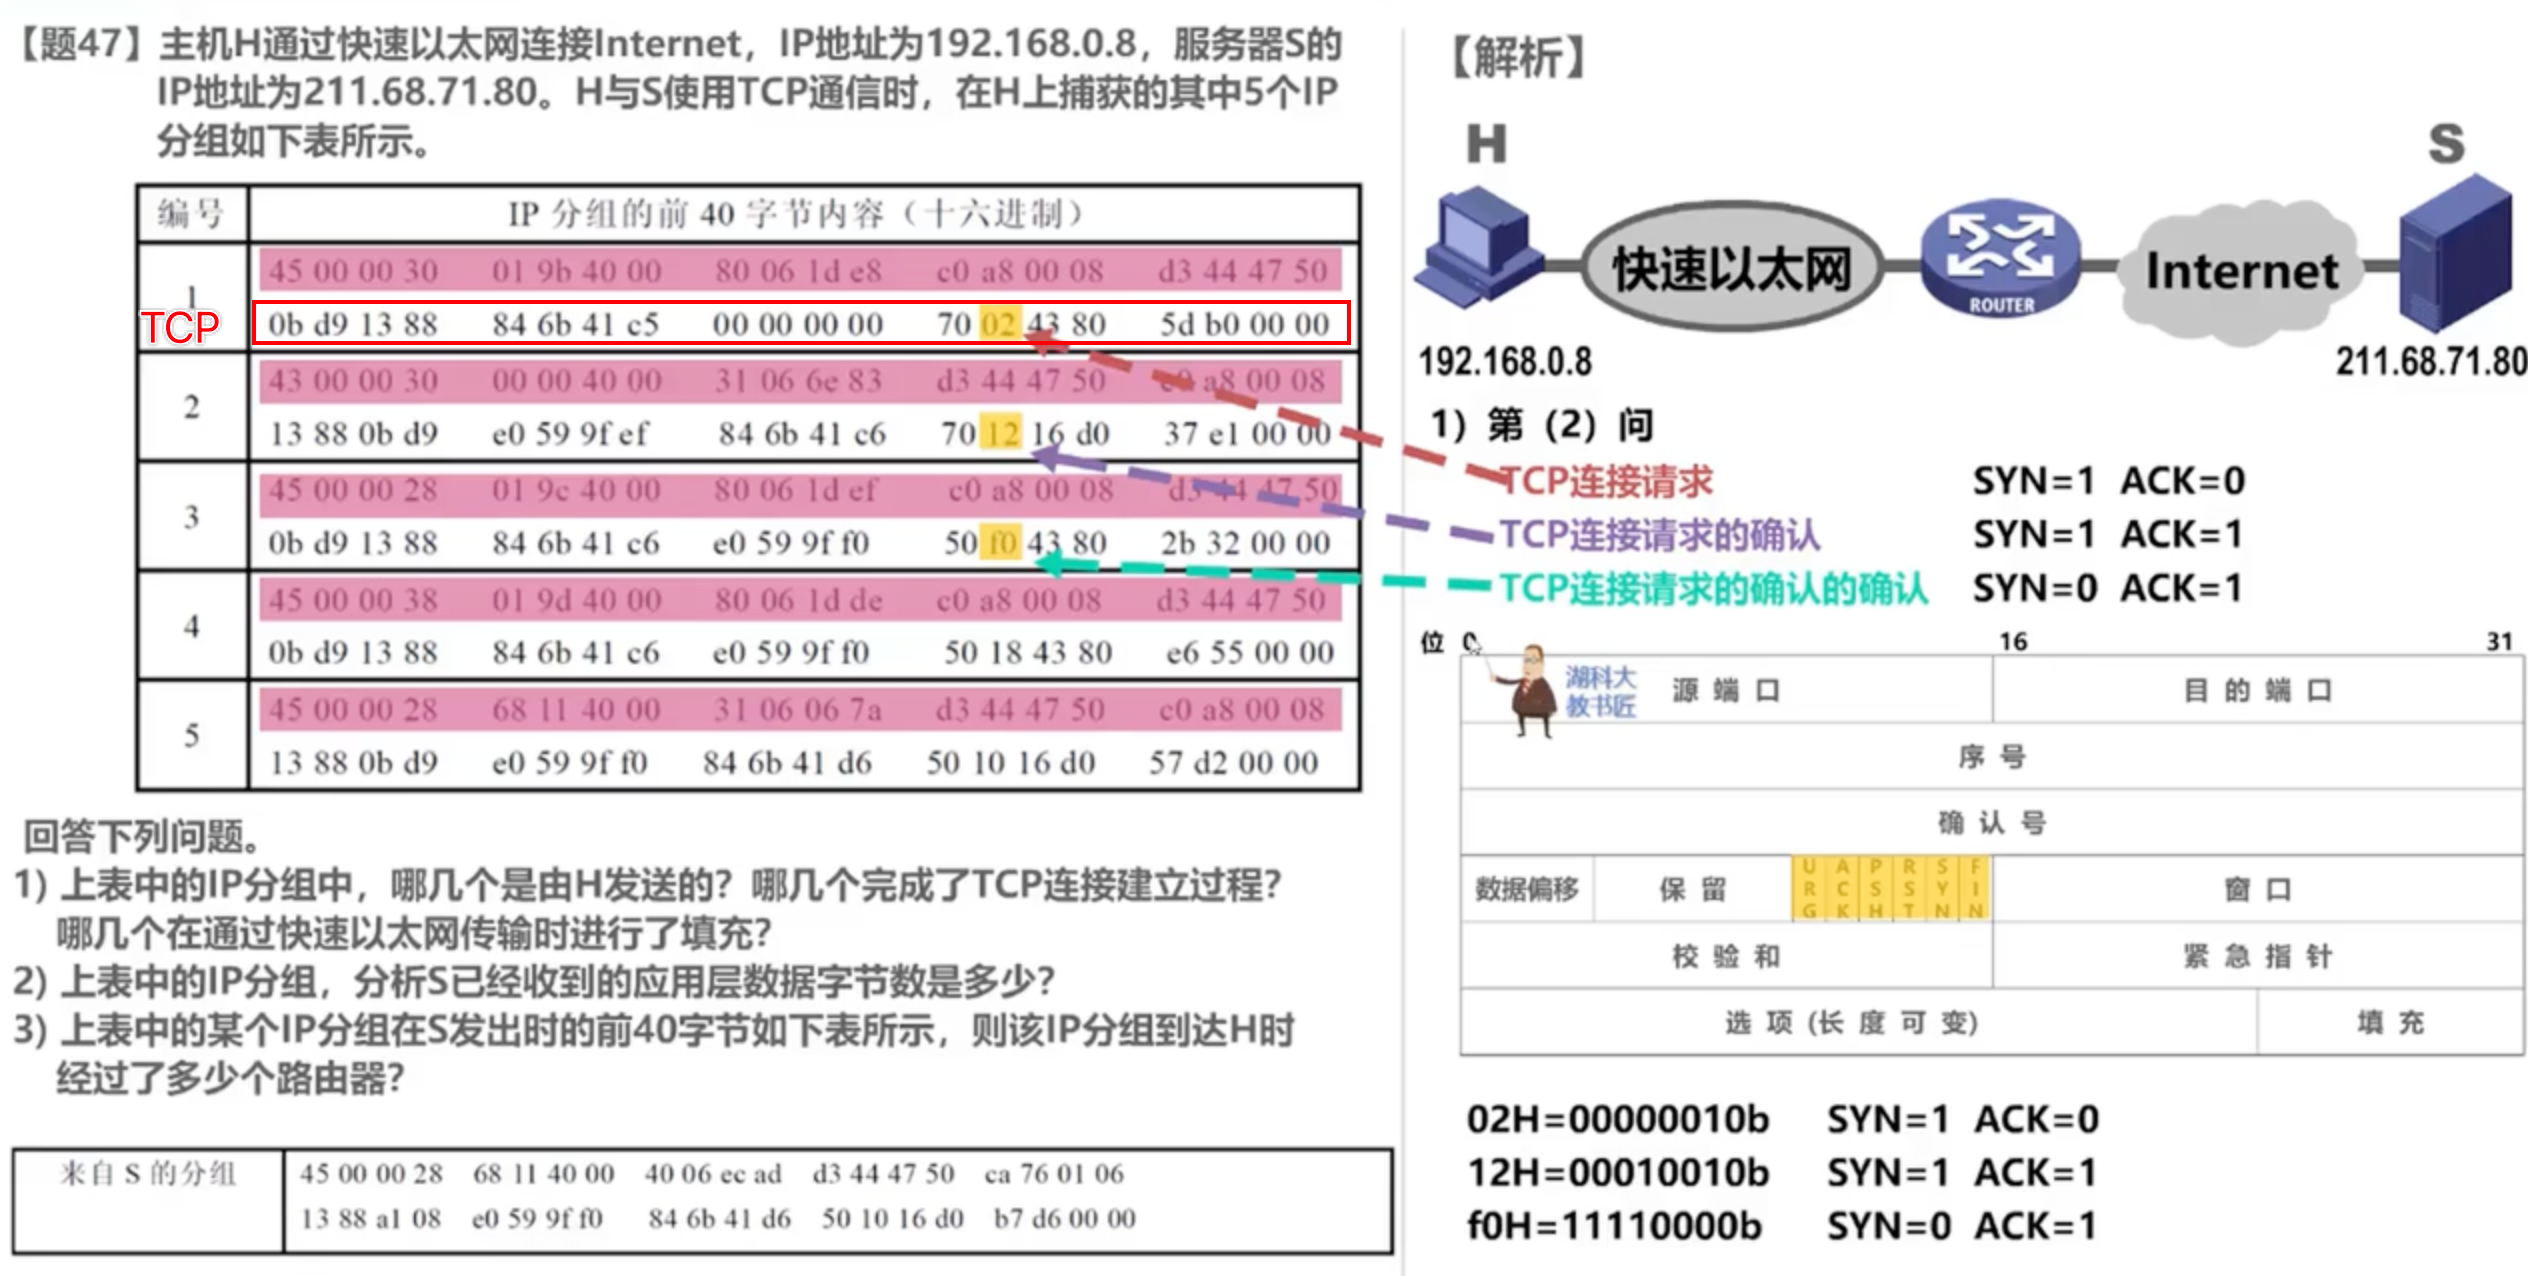 【题47】主机H通过快速以太网连接Internet，IP地址为192.168.0.8，服务器S的
IP地址为211.68.71.80。H与S使用TCP通信时，在H上捕获的其中5个IP
分组如下表所示。
编号 IP 分组的前 40 字节内容（十六进制）
1
TCP
45 00 00 30 01 9b 40 00 80 06 1d e8 c0 a8 00 08 d3 44 47 50
0b d9 13 88 84 6b 41 c5 00 00 00 00 70 02 43 80 5d b0 00 00
2
43 00 00 30 00 00 40 00 31 06 6e 83 d3 44 47 50 c0 a8 00 08
13 88 0b d9 e0 59 9f ef 84 6b 41 c6 70 12 16 d0 37 e1 00 00
3
45 00 00 28 01 9c 40 00 80 06 1d ef c0 a8 00 08 d3 44 47 50
0b d9 13 88 84 6b 41 c6 e0 59 9f f0 50 f0 43 80 2b 32 00 00
4
45 00 00 38 01 9d 40 00 80 06 1d de c0 a8 00 08 d3 44 47 50
0b d9 13 88 84 6b 41 c6 e0 59 9f f0 50 18 43 80 e6 55 00 00
5
45 00 00 28 68 11 40 00 31 06 06 7a d3 44 47 50 c0 a8 00 08
13 88 0b d9 e0 59 9f f0 84 6b 41 d6 50 10 16 d0 57 d2 00 00
回答下列问题。
1) 上表中的IP分组中，哪几个是由H发送的？哪几个完成了TCP连接建立过程？
哪几个在通过快速以太网传输时进行了填充？
2) 上表中的IP分组，分析S已经收到的应用层数据字节数是多少？
3) 上表中的某个IP分组在S发出时的前40字节如下表所示，则该IP分组到达H时
经过了多少个路由器？
来自 S 的分组
45 00 00 28 68 11 40 00 40 06 ec ad d3 44 47 50 ca 76 01 06
13 88 a1 08 e0 59 9f f0 84 6b 41 d6 50 10 16 d0 b7 d6 00 00
【解析】
H S
快速以太网 ROUTER Internet
192.168.0.8 211.68.71.80
1）第（2）问
TCP连接请求 SYN=1 ACK=0
TCP连接请求的确认 SYN=1 ACK=1
TCP连接请求的确认的确认 SYN=0 ACK=1
位 0 16 31
湖科大
教书匠
源 端 口 目 的 端 口
序 号
确 认 号
数据偏移 保 留 URG ACK PSH RST SYN FIN 窗 口
校 验 和 紧 急 指 针
选 项 (长 度 可 变) 填 充
02H=00000010b SYN=1 ACK=0
12H=00010010b SYN=1 ACK=1
f0H=11110000b SYN=0 ACK=1